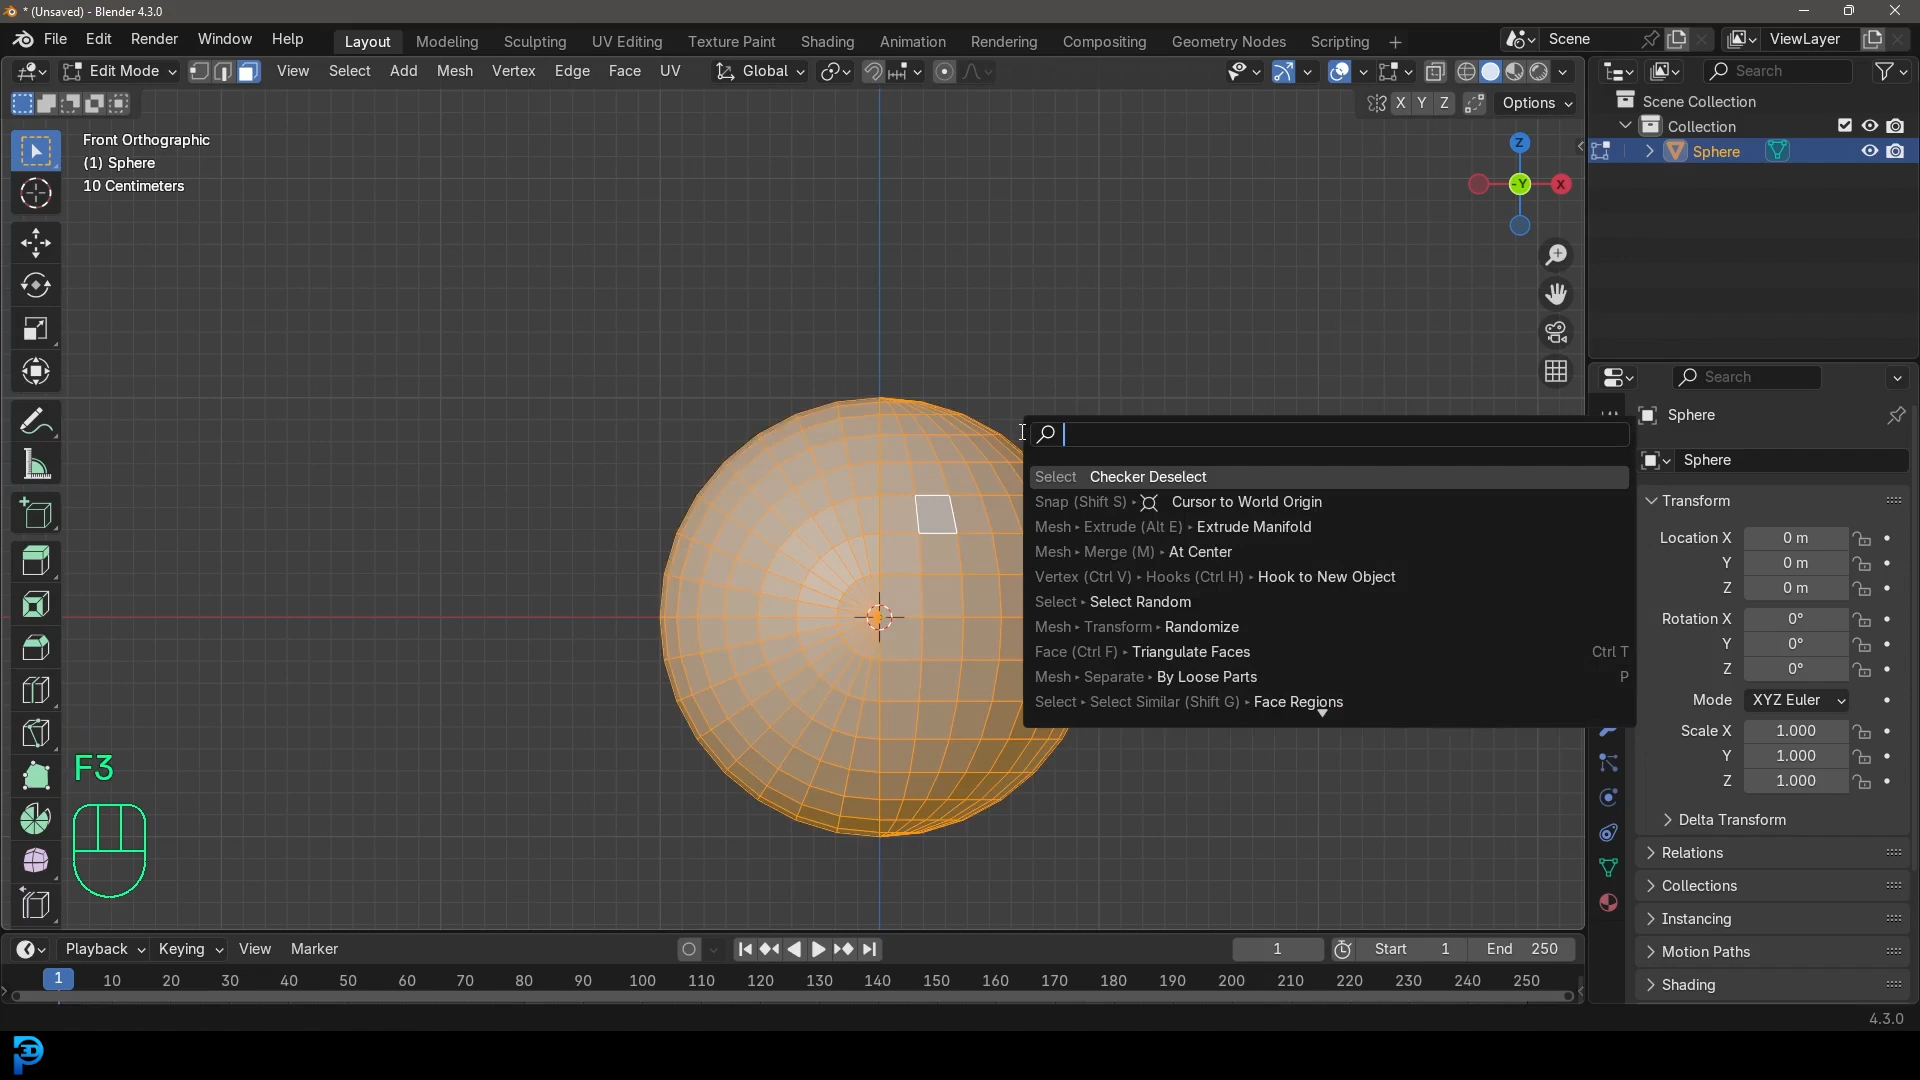 * (Unsaved) - Blender 4.3.0
File Edit Render Window Help Layout Modeling Sculpting UV Editing Texture Paint Shading Animation Rendering Compositing Geometry Nodes Scripting + Scene ViewLayer
Edit Mode View Select Add Mesh Vertex Edge Face UV Global Search
X Y Z Options
Scene Collection
Collection
Sphere
Front Orthographic
(1) Sphere
10 Centimeters
Z
-Y X
Search
Sphere
Sphere
Select Checker Deselect
Snap (Shift S) Cursor to World Origin
Mesh Extrude (Alt E) Extrude Manifold
Mesh Merge (M) At Center
Vertex (Ctrl V) Hooks (Ctrl H) Hook to New Object
Select Select Random
Mesh Transform Randomize
Face (Ctrl F) Triangulate Faces Ctrl T
Mesh Separate By Loose Parts P
Select Select Similar (Shift G) Face Regions
Transform
Location X 0 m
Y 0 m
Z 0 m
Rotation X 0°
Y 0°
Z 0°
Mode XYZ Euler
Scale X 1.000
Y 1.000
Z 1.000
Delta Transform
Relations
Collections
Instancing
Motion Paths
Shading
F3
Playback Keying View Marker 1 Start 1 End 250
1 10 20 30 40 50 60 70 80 90 100 110 120 130 140 150 160 170 180 190 200 210 220 230 240 250
4.3.0
3D